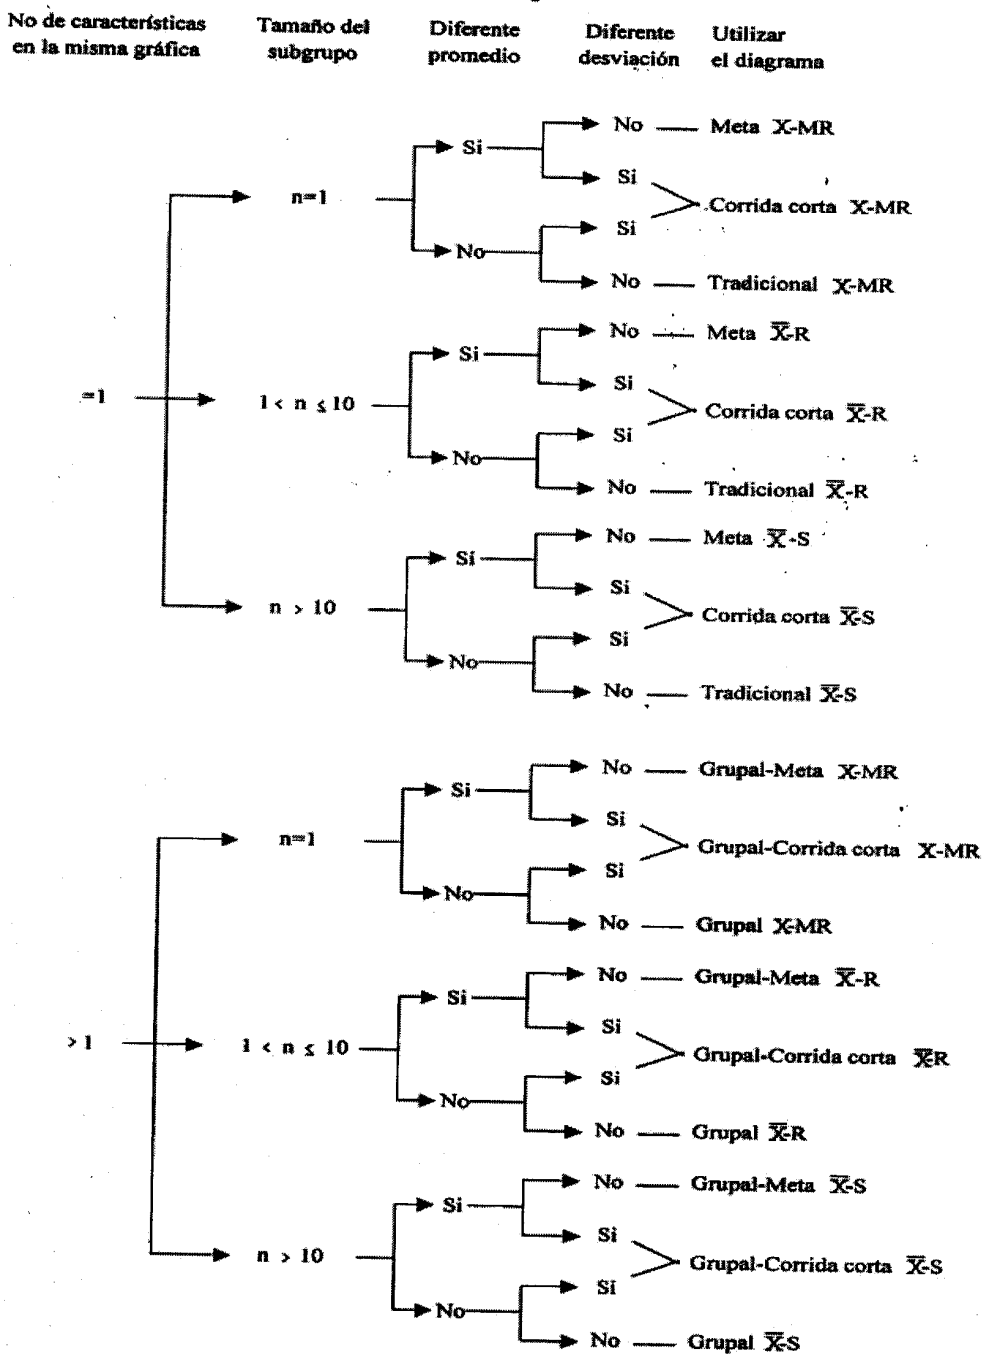 No de características en la misma gráfica
Tamaño del subgrupo
Diferente promedio
Diferente desviación
Utilizar el diagrama
=1
n=1
Si
No — Meta X-MR
Si
Corrida corta X-MR
No
Si
No — Tradicional X-MR
1 < n ≤ 10
Si
No — Meta X̿-R
Si
Corrida corta X̿-R
No
Si
No — Tradicional X̿-R
n > 10
Si
No — Meta X̿-S
Si
Corrida corta X̿-S
No
Si
No — Tradicional X̿-S
> 1
n=1
Si
No — Grupal-Meta X-MR
Si
Grupal-Corrida corta X-MR
No
Si
No — Grupal X-MR
1 < n ≤ 10
Si
No — Grupal-Meta X̿-R
Si
Grupal-Corrida corta X̿-R
No
Si
No — Grupal X̿-R
n > 10
Si
No — Grupal-Meta X̿-S
Si
Grupal-Corrida corta X̿-S
No
Si
No — Grupal X̿-S